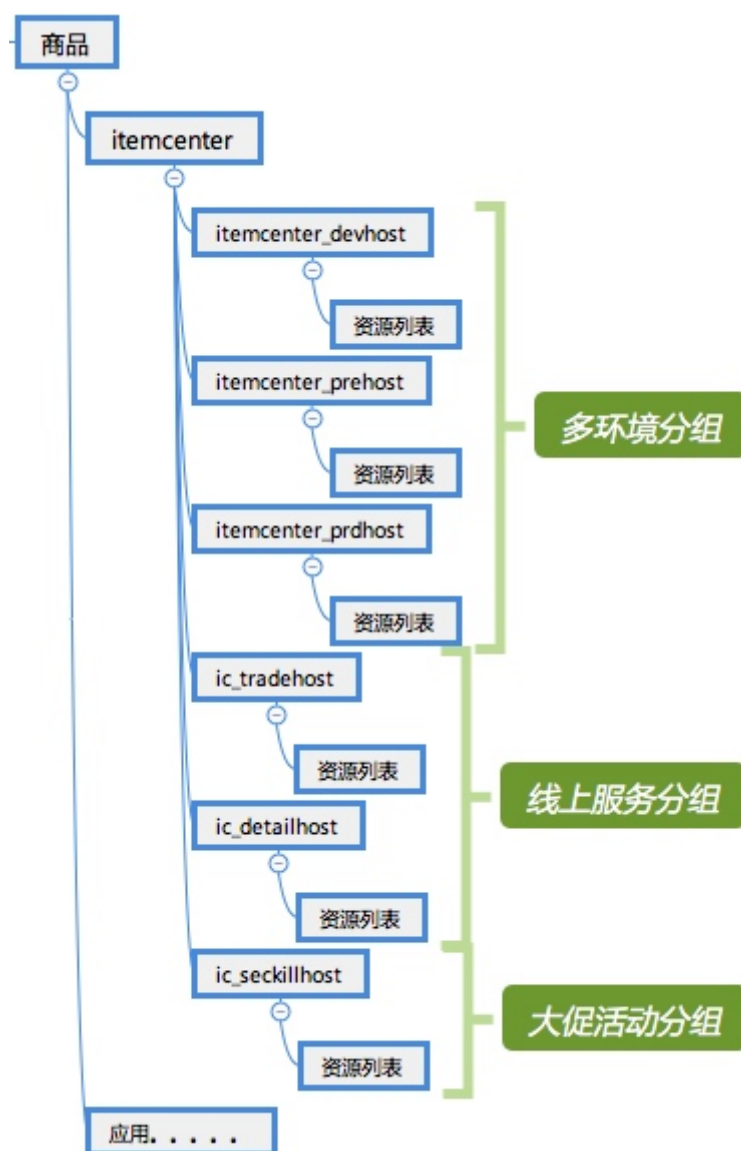 商品
itemcenter
itemcenter_devhost
资源列表
itemcenter_prehost
资源列表
多环境分组
itemcenter_prdhost
资源列表
ic_tradehost
资源列表
线上服务分组
ic_detailhost
资源列表
ic_seckillhost
大促活动分组
资源列表
应用. . . . .